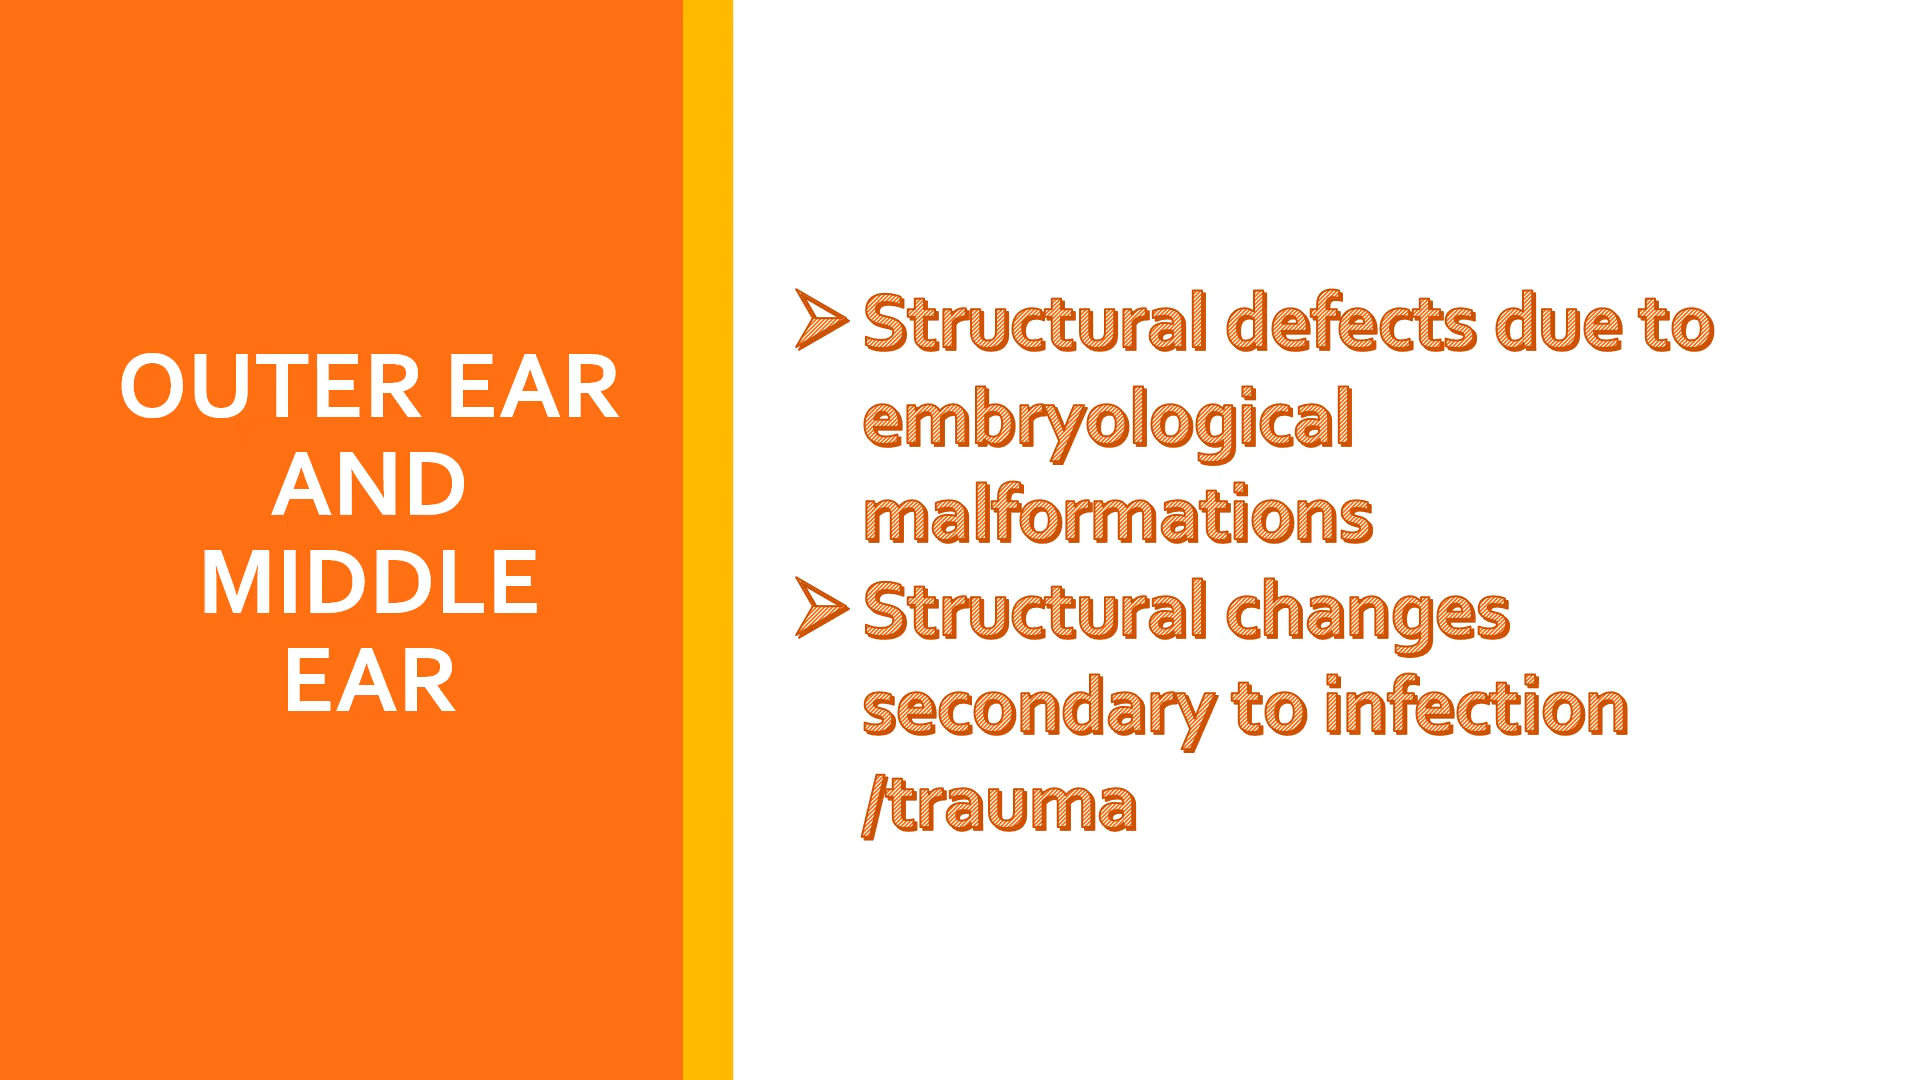 OUTER EAR
AND
MIDDLE
EAR
➢ Structural defects due to
embryological
malformations
➢ Structural changes
secondary to infection
/trauma